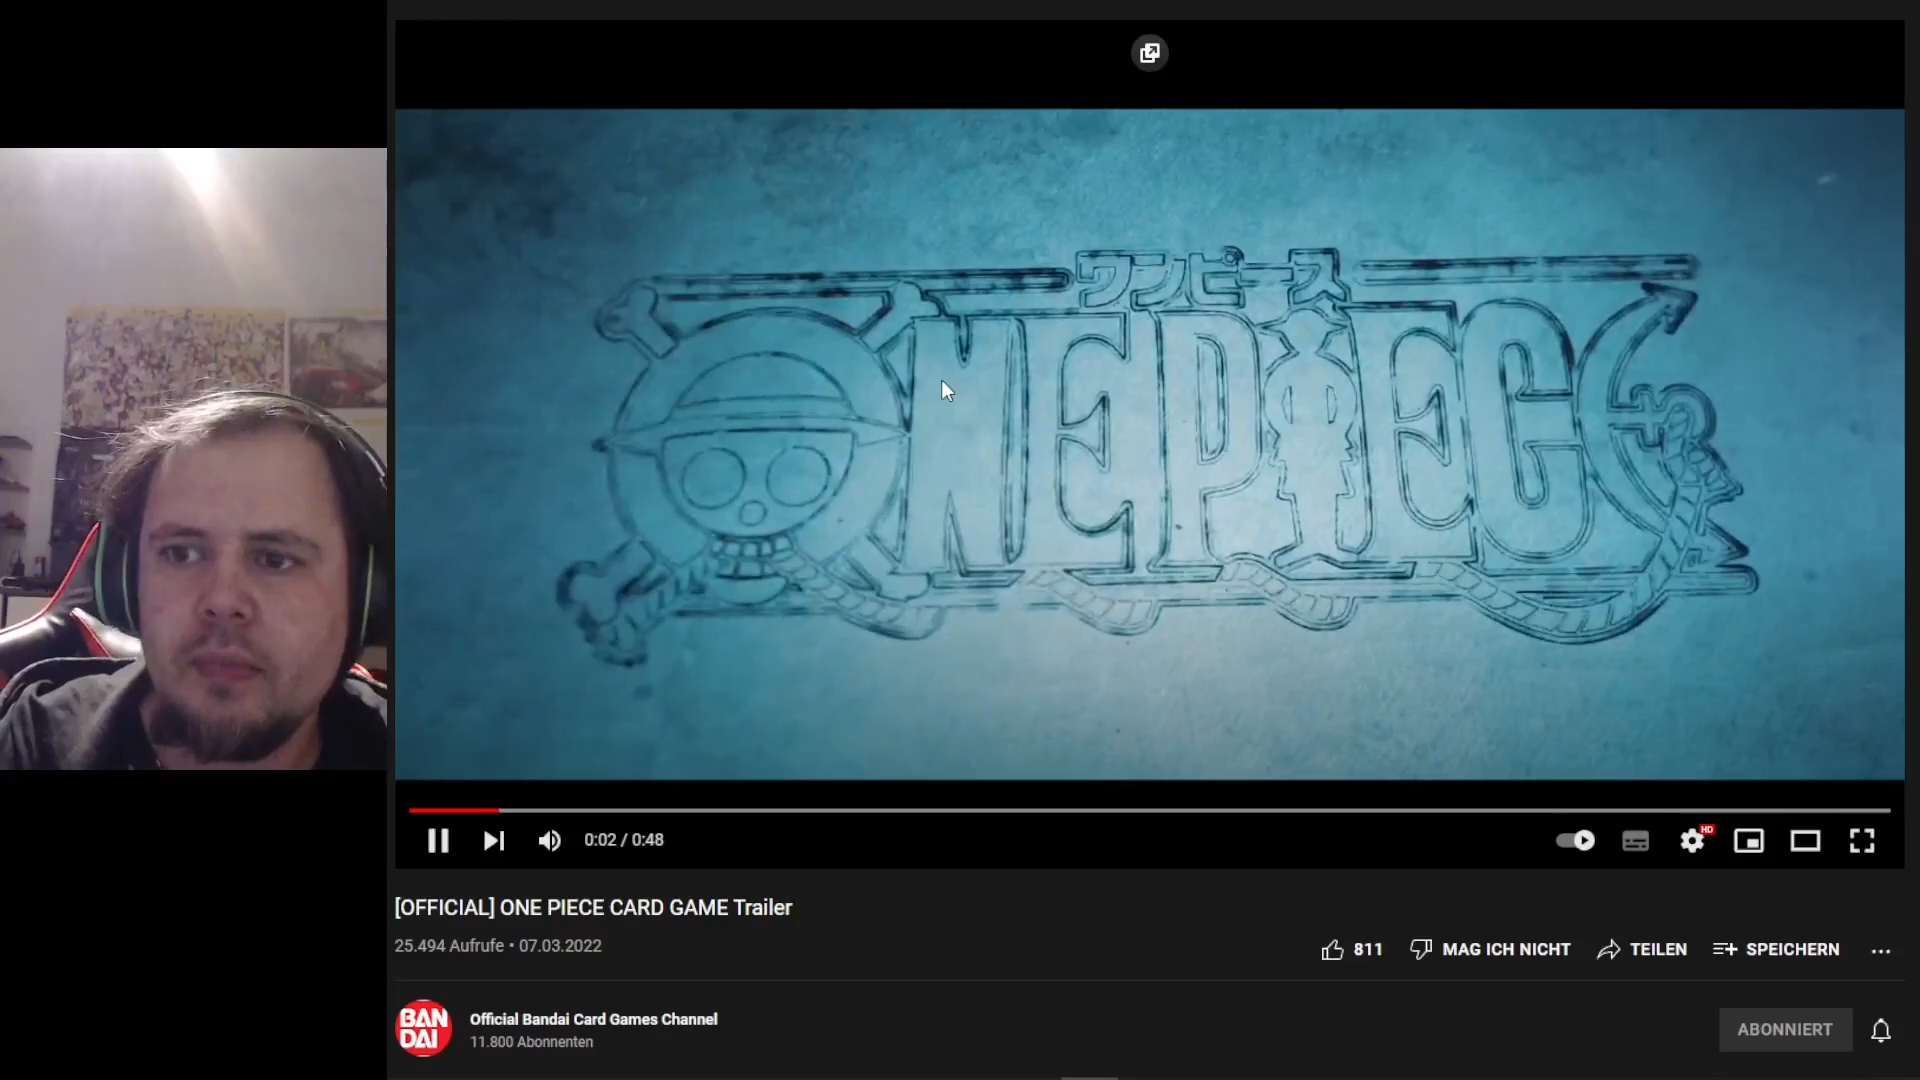 ワンピース
ONE PIECE
0:02 / 0:48
HD
[OFFICIAL] ONE PIECE CARD GAME Trailer
25.494 Aufrufe • 07.03.2022
811
MAG ICH NICHT
TEILEN
SPEICHERN
BAN
DAI
Official Bandai Card Games Channel
11.800 Abonnenten
ABONNIERT